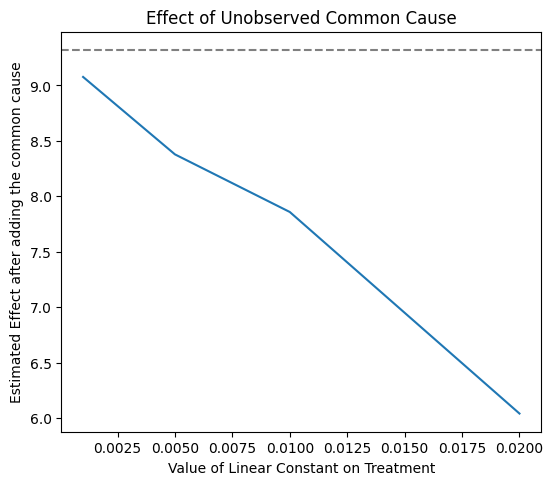 Effect of Unobserved Common Cause
Estimated Effect after adding the common cause
9.0
8.5
8.0
7.5
7.0
6.5
6.0
0.0025 0.0050 0.0075 0.0100 0.0125 0.0150 0.0175 0.0200
Value of Linear Constant on Treatment